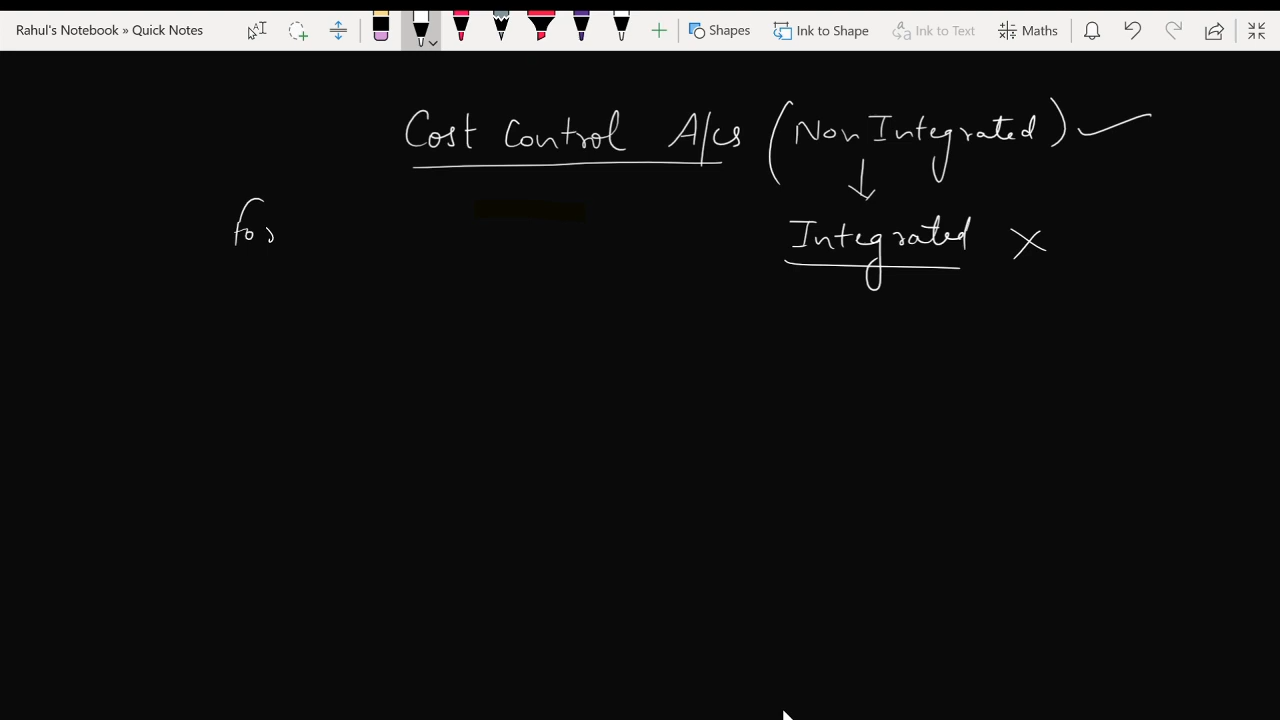 Rahul's Notebook » Quick Notes Shapes Ink to Shape Ink to Text Maths
Cost Control A/cs (Non Integrated)
Integrated